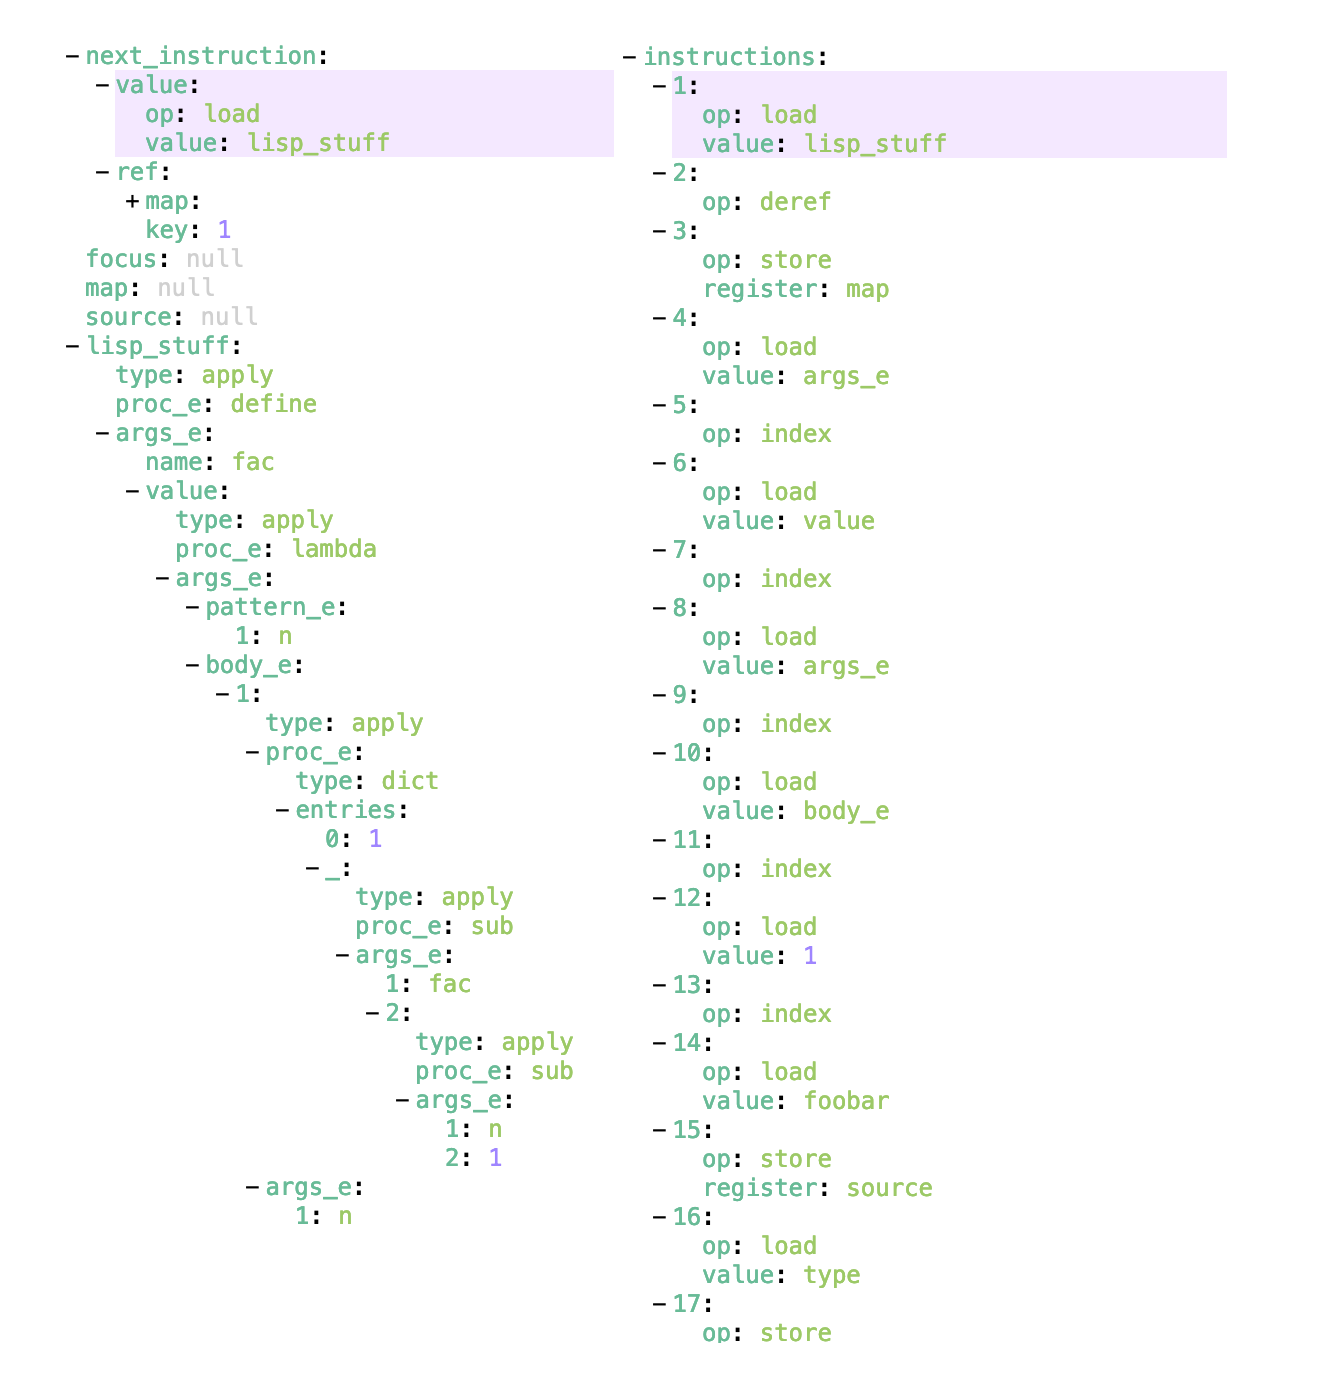 − next_instruction:
− value:
op: load
value: lisp_stuff
− ref:
+ map:
key: 1
focus: null
map: null
source: null
− lisp_stuff:
type: apply
proc_e: define
− args_e:
name: fac
− value:
type: apply
proc_e: lambda
− args_e:
− pattern_e:
1: n
− body_e:
− 1:
type: apply
− proc_e:
type: dict
− entries:
0: 1
− _:
type: apply
proc_e: sub
− args_e:
1: fac
− 2:
type: apply
proc_e: sub
− args_e:
1: n
2: 1
− args_e:
1: n
− instructions:
− 1:
op: load
value: lisp_stuff
− 2:
op: deref
− 3:
op: store
register: map
− 4:
op: load
value: args_e
− 5:
op: index
− 6:
op: load
value: value
− 7:
op: index
− 8:
op: load
value: args_e
− 9:
op: index
− 10:
op: load
value: body_e
− 11:
op: index
− 12:
op: load
value: 1
− 13:
op: index
− 14:
op: load
value: foobar
− 15:
op: store
register: source
− 16:
op: load
value: type
− 17:
op: store